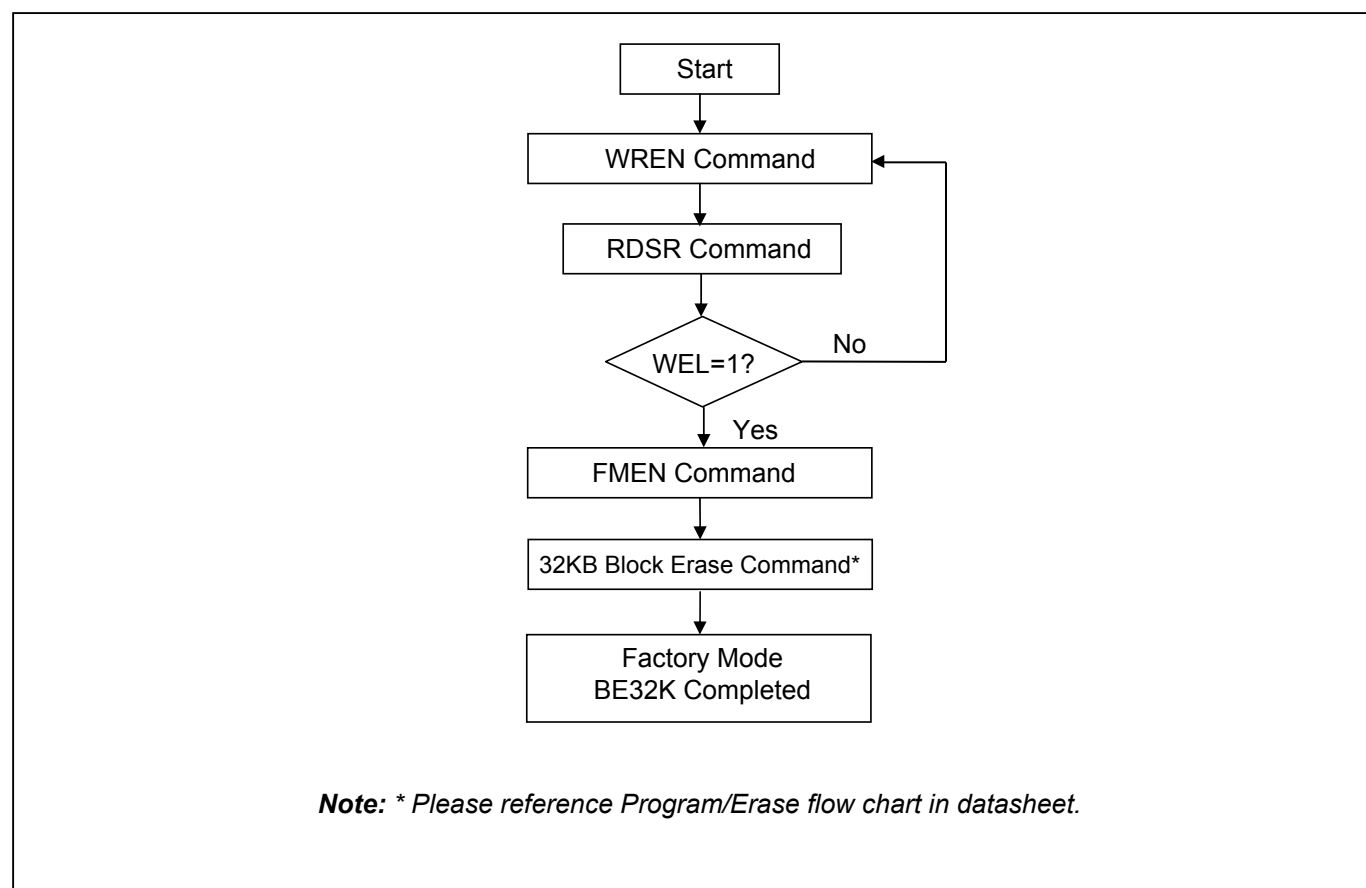 Start
WREN Command
RDSR Command
WEL=1?
No
Yes
FMEN Command
32KB Block Erase Command*
Factory Mode
BE32K Completed
Note: * Please reference Program/Erase flow chart in datasheet.